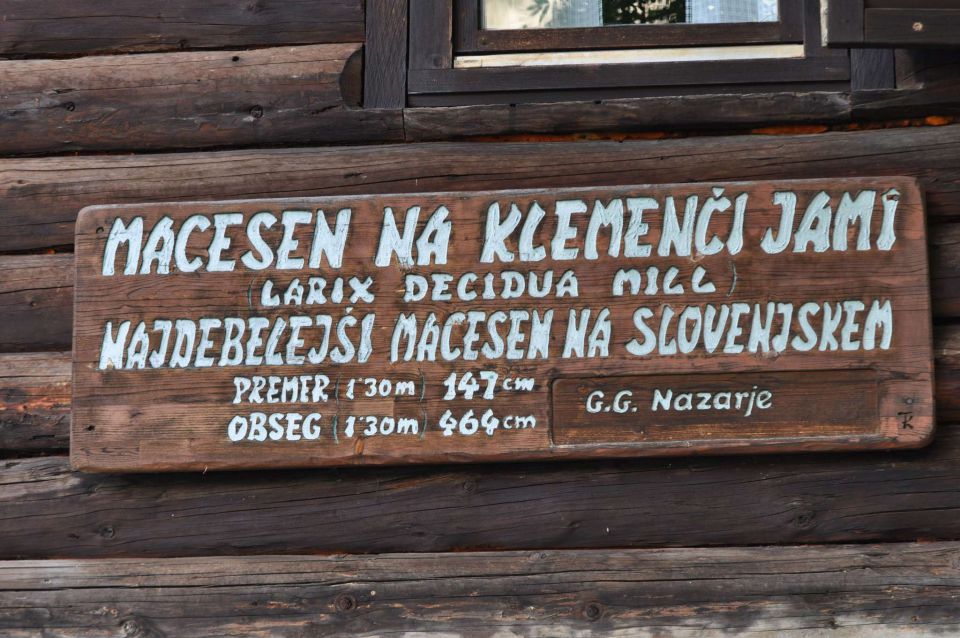 MACESEN NA KLEMENČI JAMI
(LARIX DECIDUA MILL)
NAJDEBELEJŠI MACESEN NA SLOVENJSKEM
PREMER (1'30m) 147cm
OBSEG (1'30m) 464cm
G.G. Nazarje